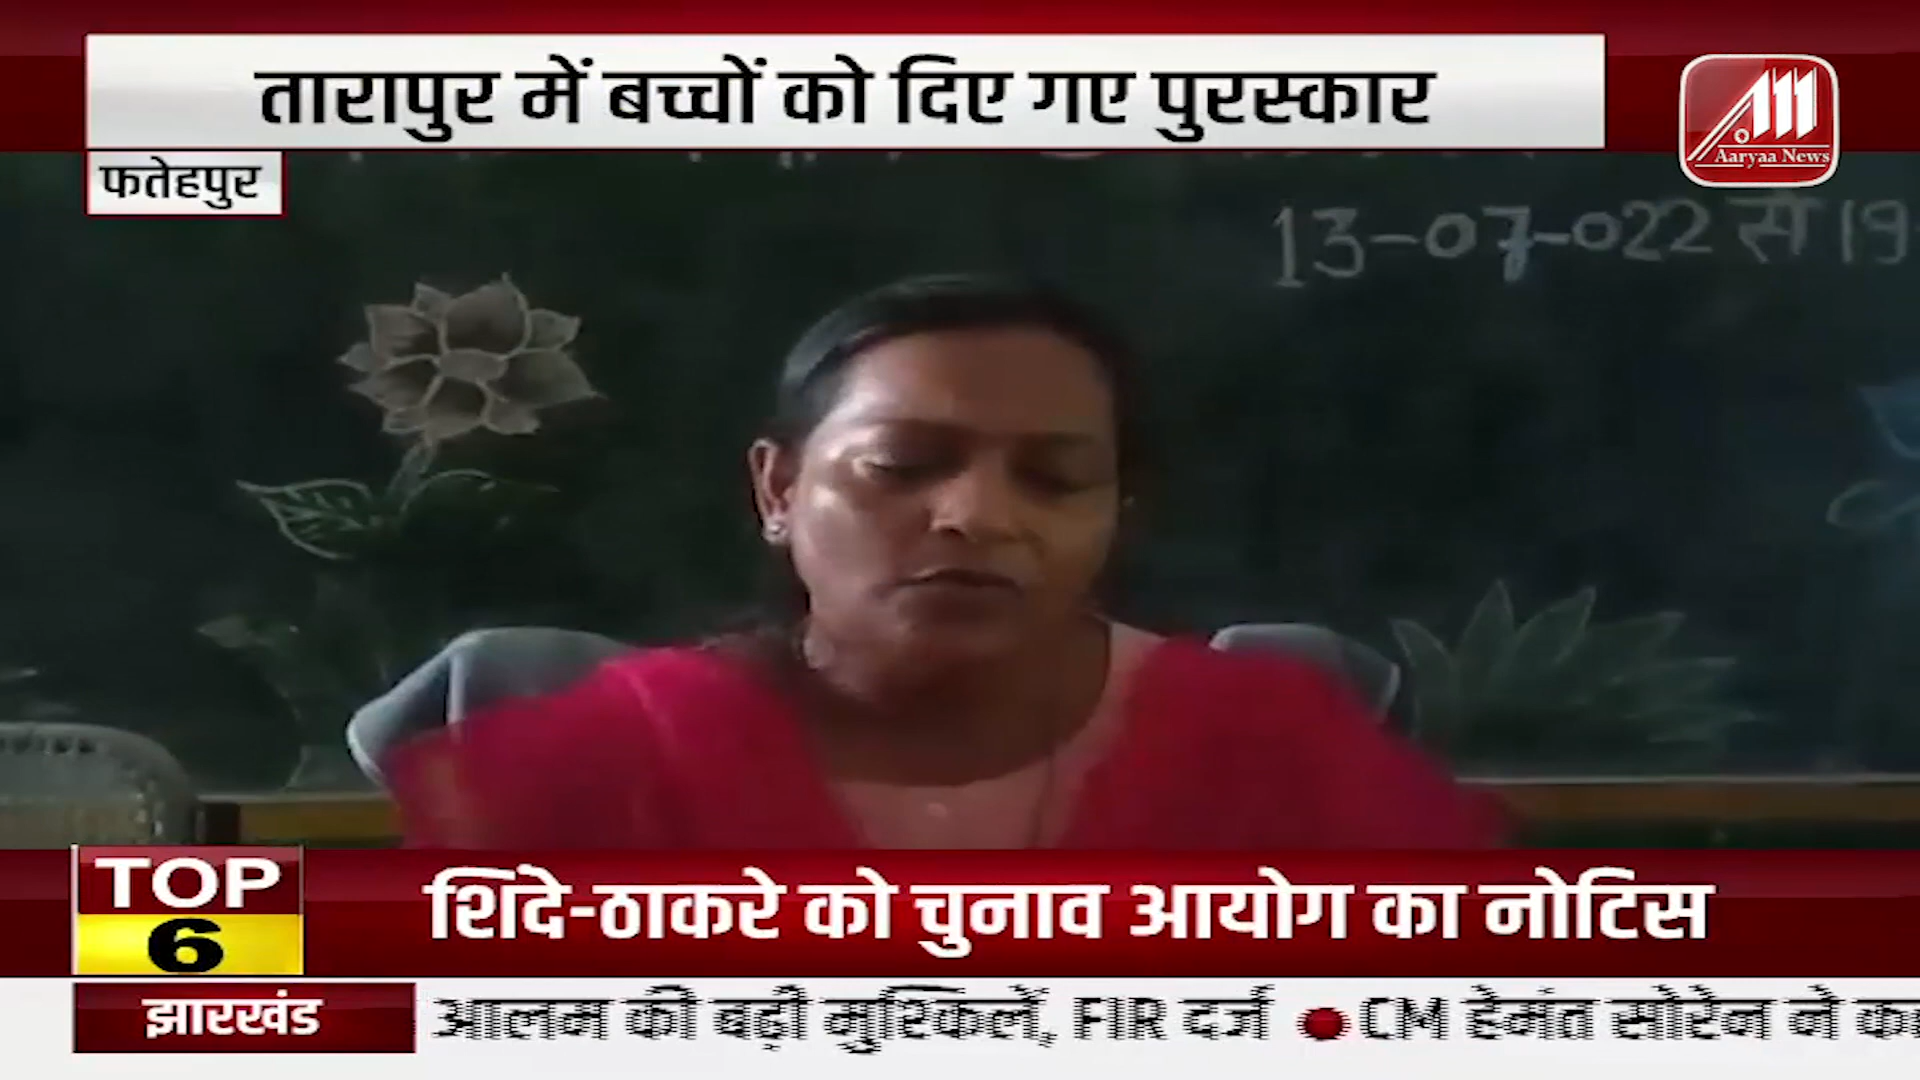 तारापुर में बच्चों को दिए गए पुरस्कार
Aaryaa News
फतेहपुर
13-07-022 से 19
TOP
6
शिंदे-ठाकरे को चुनाव आयोग का नोटिस
झारखंड
आलम की बढ़ी मुश्किलें, FIR दर्ज ● CM हेमंत सोरेन ने